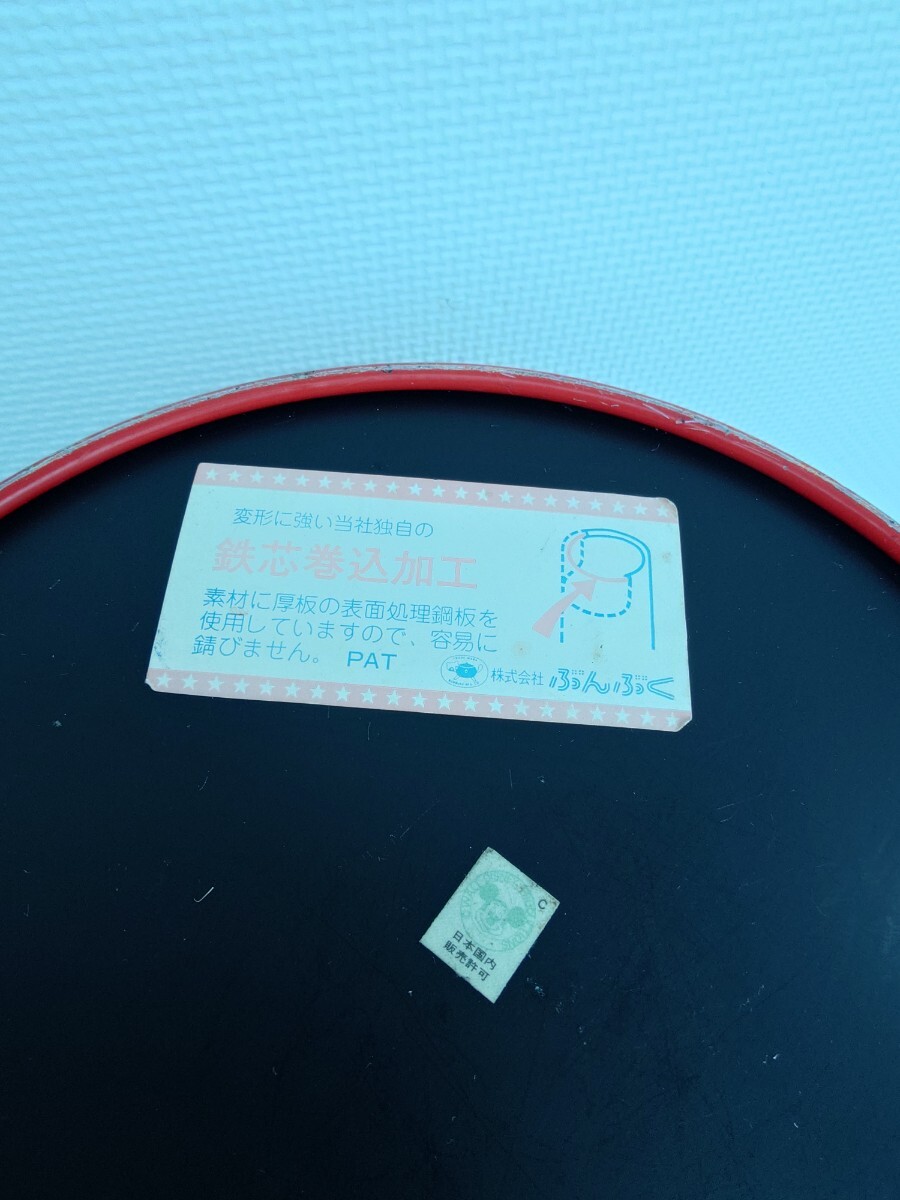 変形に強い当社独自の
鉄芯巻込加工
素材に厚板の表面処理鋼板を
使用していますので、容易に
錆びません。 PAT
株式会社 ぶんぶく
C
日本国内
販売許可